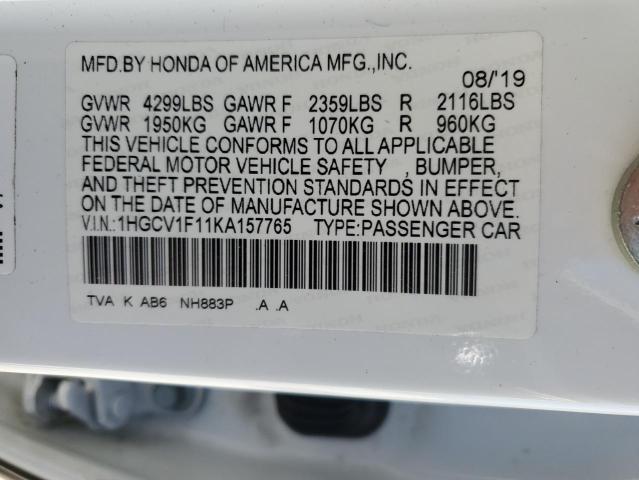 MFD.BY HONDA OF AMERICA MFG.,INC.
08/'19
GVWR 4299LBS GAWR F 2359LBS R 2116LBS
GVWR 1950KG GAWR F 1070KG R 960KG
THIS VEHICLE CONFORMS TO ALL APPLICABLE
FEDERAL MOTOR VEHICLE SAFETY , BUMPER,
AND THEFT PREVENTION STANDARDS IN EFFECT
ON THE DATE OF MANUFACTURE SHOWN ABOVE.
V.I.N.:1HGCV1F11KA157765 TYPE:PASSENGER CAR
TVA K AB6 NH883P .A .A